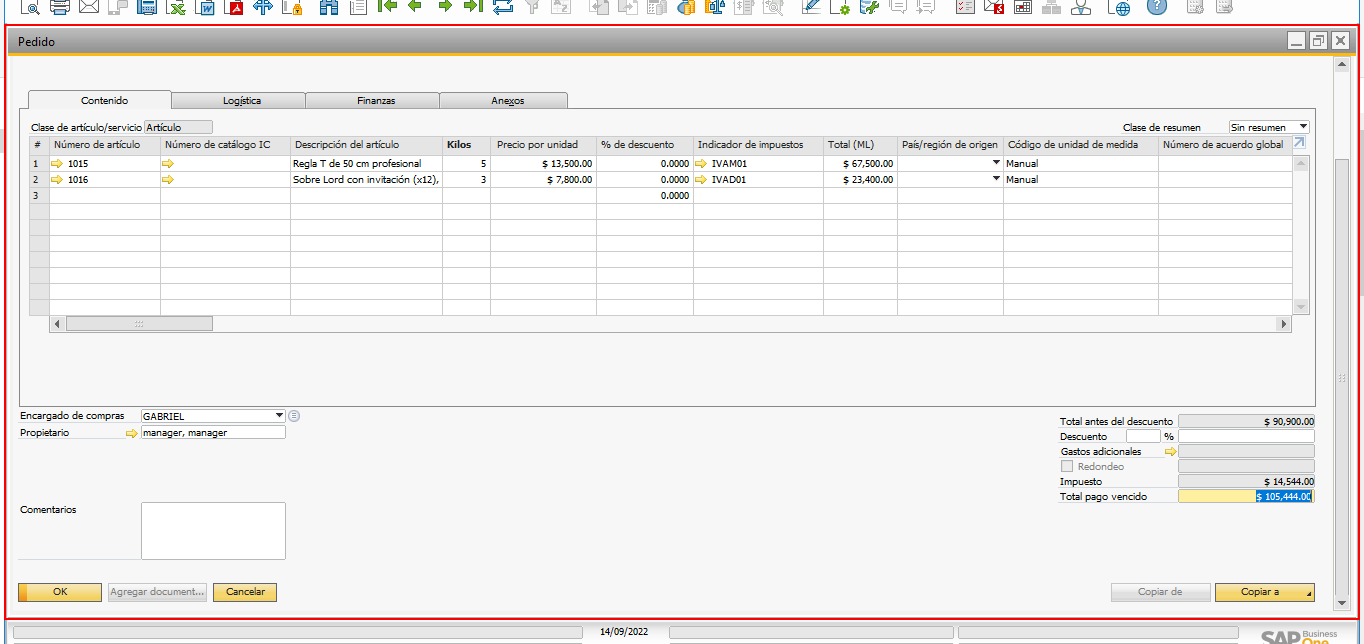 Pedido
Contenido Logística Finanzas Anexos
Clase de artículo/servicio Artículo Clase de resumen Sin resumen
# Número de artículo Número de catálogo IC Descripción del artículo Kilos Precio por unidad % de descuento Indicador de impuestos Total (ML) País/región de origen Código de unidad de medida Número de acuerdo global
1 1015 Regla T de 50 cm profesional 5 $ 13,500.00 0.0000 IVAM01 $ 67,500.00 Manual
2 1016 Sobre Lord con invitación (x12), 3 $ 7,800.00 0.0000 IVAD01 $ 23,400.00 Manual
3 0.0000
Encargado de compras GABRIEL
Propietario manager, manager
Total antes del descuento $ 90,900.00
Descuento %
Gastos adicionales
Redondeo
Impuesto $ 14,544.00
Total pago vencido $ 105,444.00
Comentarios
OK Agregar document... Cancelar Copiar de Copiar a
14/09/2022
SAP Business One